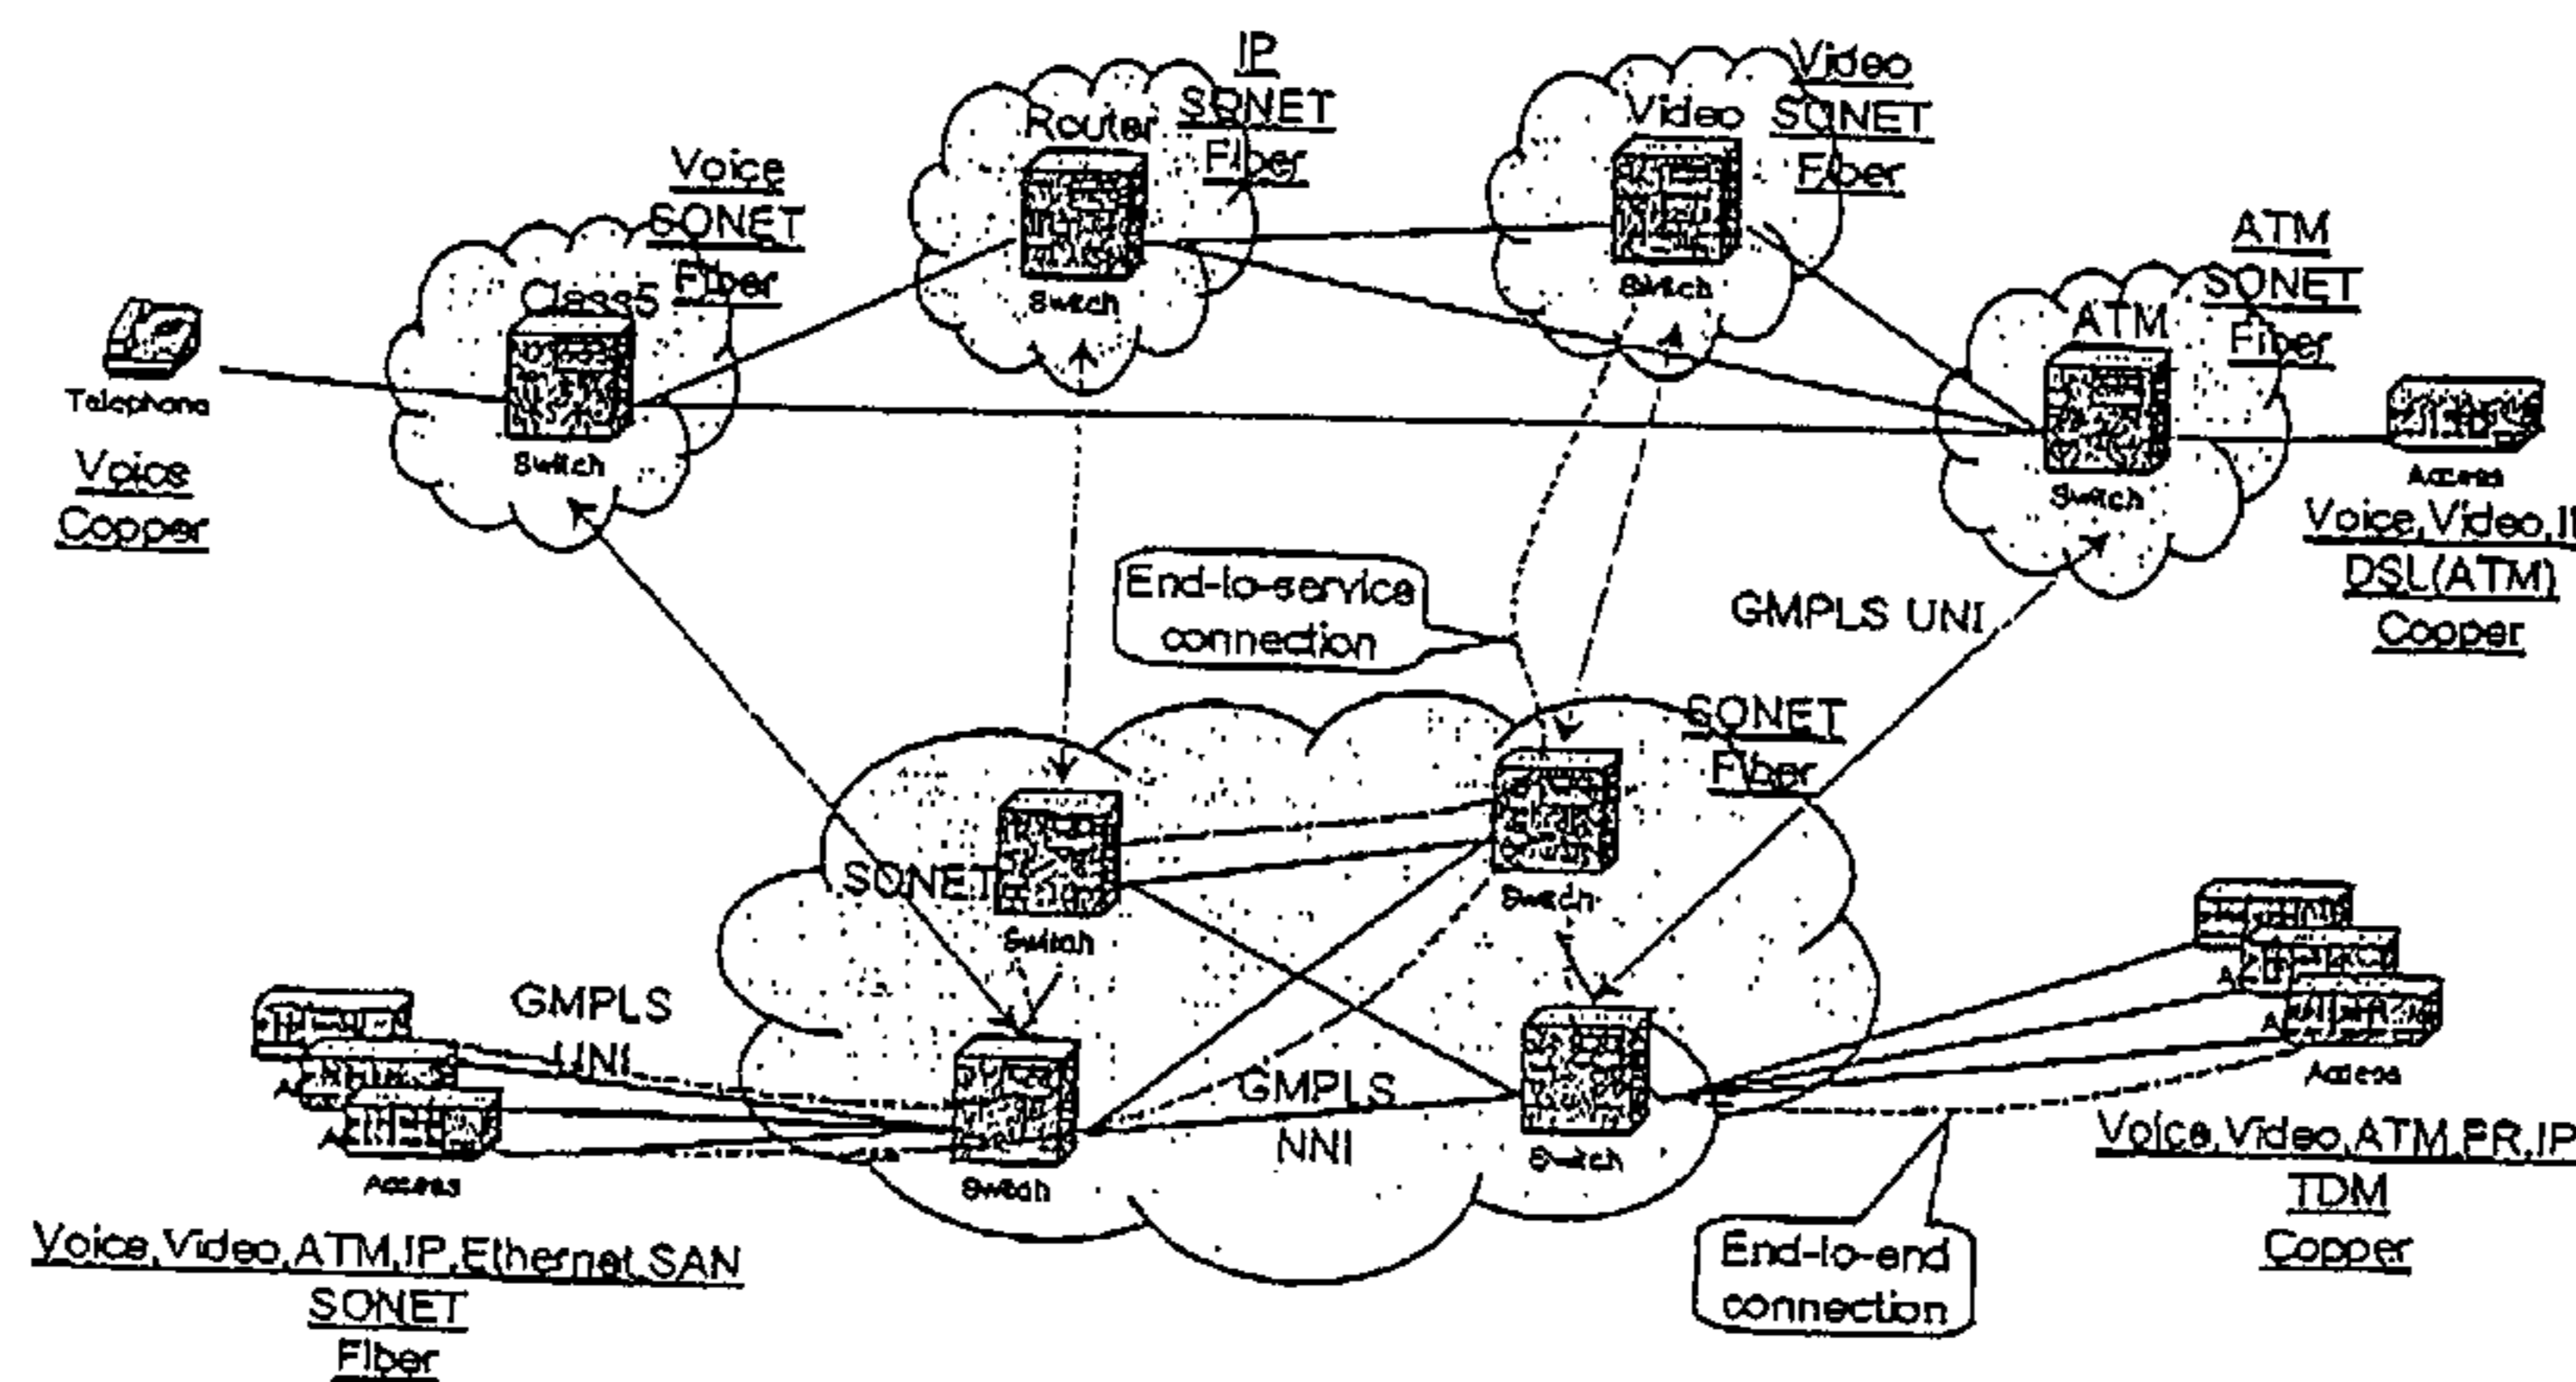 IP
SONET
Fiber
Router
Switch
Video
SONET
Fiber
Video
Switch
Voice
SONET
Fiber
Class5
Switch
ATM
SONET
Fiber
ATM
Switch
Telephone
Voice
Copper
Access
Voice,Video,I
DSL(ATM)
Copper
End-to-service
connection
GMPLS UNI
SONET
Fiber
SONET
Switch
Switch
GMPLS
UNI
GMPLS
NNI
Switch
Switch
A
A
Access
Voice,Video,ATM,IP,Ethernet,SAN
SONET
Fiber
A
A
Access
Voice,Video,ATM,FR,IP
TDM
Copper
End-to-end
connection